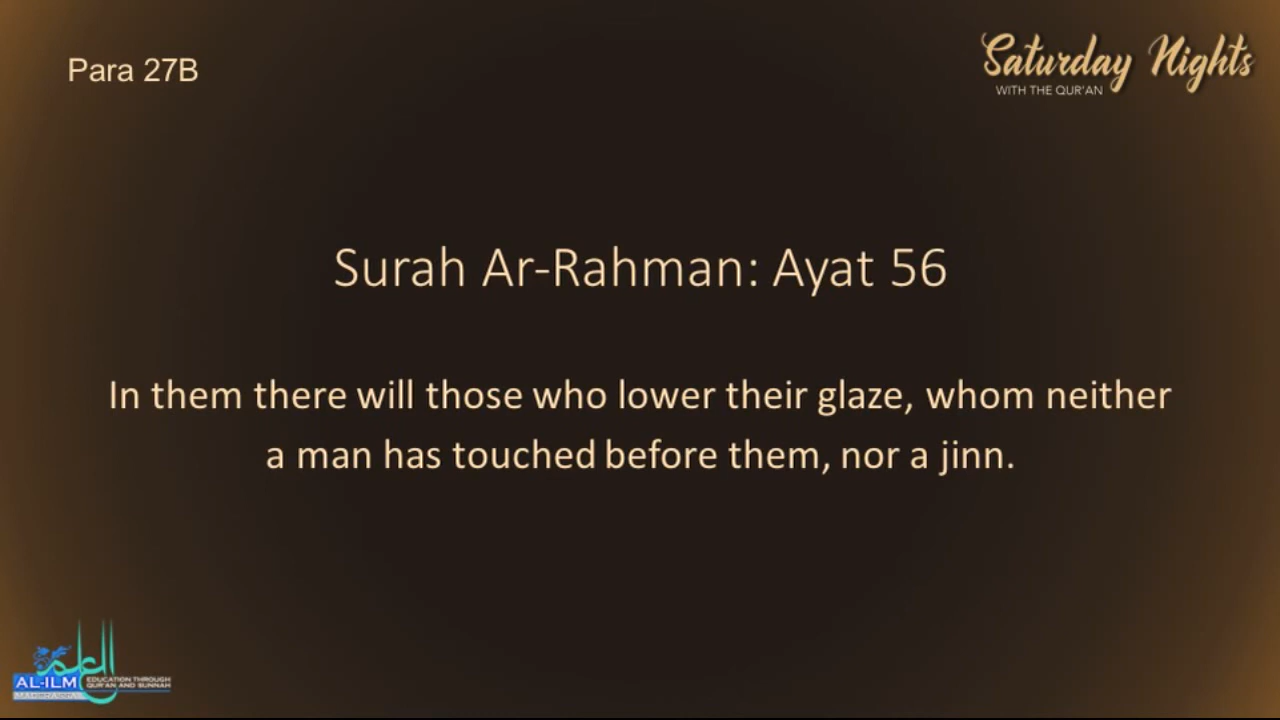 Para 27B
Saturday Nights
WITH THE QUR'AN
Surah Ar-Rahman: Ayat 56
In them there will those who lower their glaze, whom neither
a man has touched before them, nor a jinn.
العلم
AL-ILM
EDUCATION THROUGH
QUR'AN AND SUNNAH